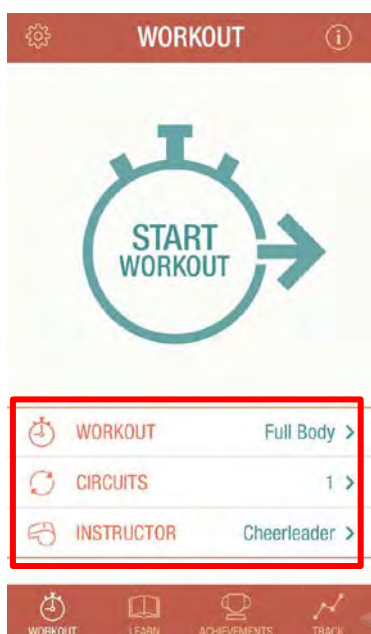 WORKOUT
START
WORKOUT
WORKOUT Full Body >
CIRCUITS 1 >
INSTRUCTOR Cheerleader >
WORKOUT LEARN ACHIEVEMENTS TRACK